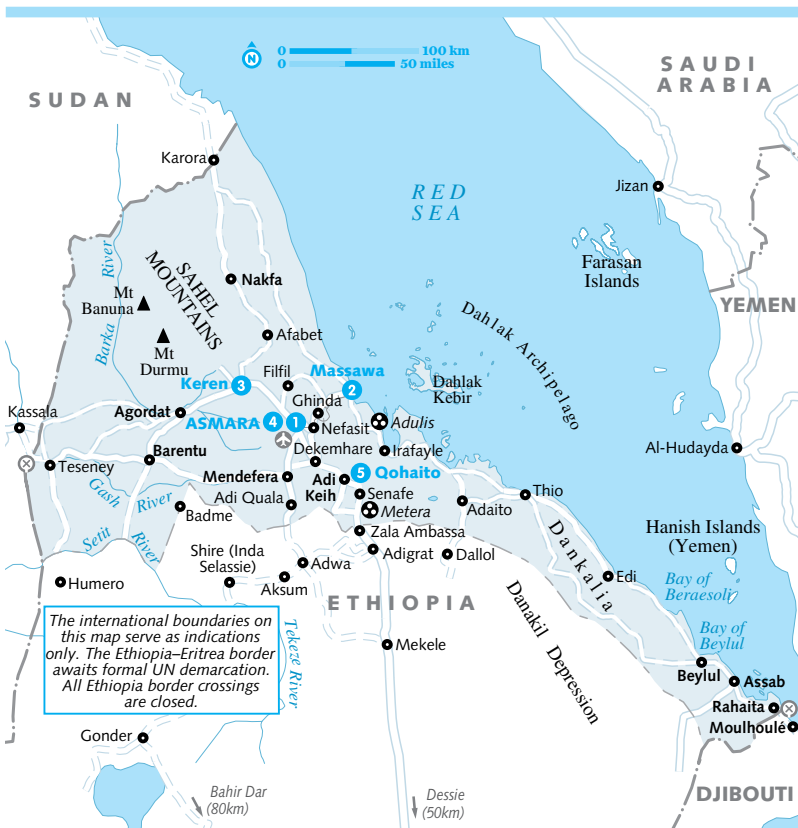 N
0 100 km
0 50 miles
SAUDI
ARABIA
SUDAN
Karora
RED
SEA
Jizan
Farasan
Islands
Barka River
Mt
Banuna
SAHEL
MOUNTAINS
Nakfa
YEMEN
Mt
Durmu
Afabet
Dahlak Archipelago
Filfil
Massawa
2
Keren 3
Dahlak
Kebir
Kassala
Agordat
Ghinda
ASMARA 4 1
Nefasit
Adulis
Al-Hudayda
Barentu
Dekemhare
Irafayle
Teseney
Mendefera
Adi
Keih
5 Qohaito
Gash River
Adi Quala
Senafe
Thio
Badme
Metera
Adaito
Setit River
Zala Ambassa
Hanish Islands
(Yemen)
Shire (Inda
Selassie)
Adwa
Adigrat
Dallol
Dankalia
Humero
Aksum
Edi
Bay of
Beraesoli
ETHIOPIA
Danakil Depression
The international boundaries on
this map serve as indications
only. The Ethiopia–Eritrea border
awaits formal UN demarcation.
All Ethiopia border crossings
are closed.
Tekeze River
Mekele
Bay of
Beylul
Beylul
Assab
Rahaita
Moulhoulé
Gonder
Bahir Dar
(80km)
Dessie
(50km)
DJIBOUTI